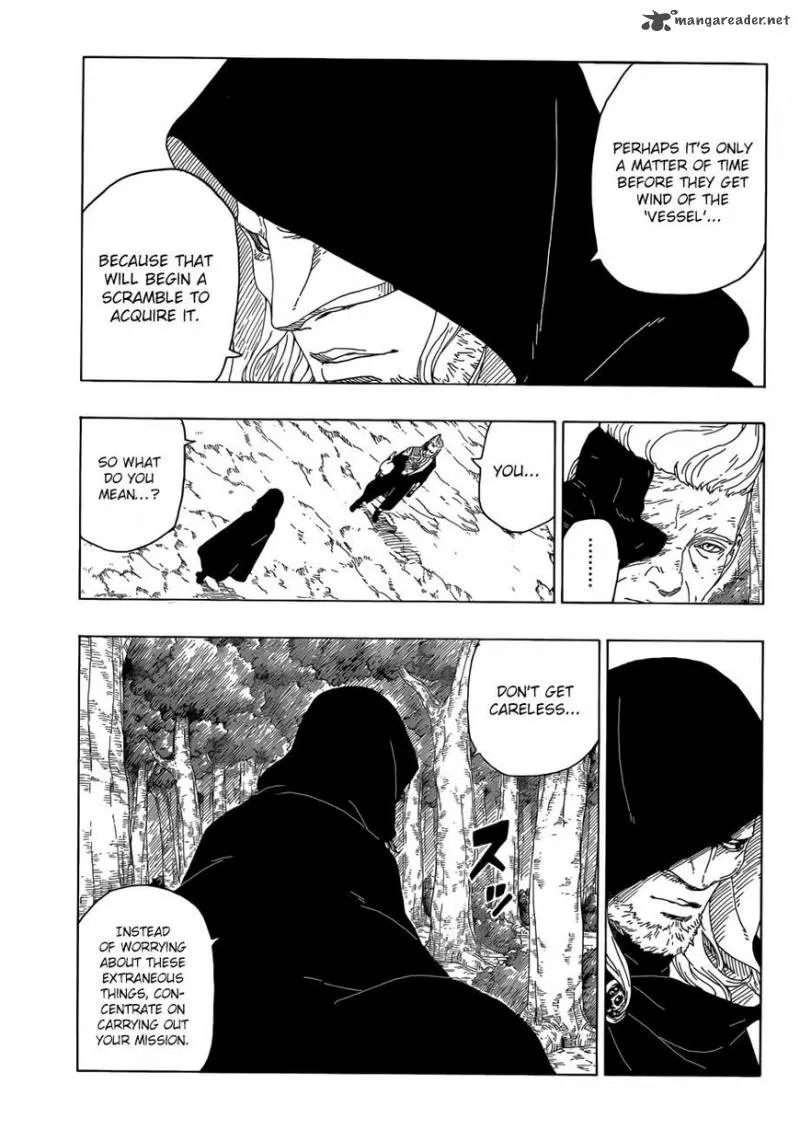 mangareader.net
PERHAPS IT'S ONLY
A MATTER OF TIME
BEFORE THEY GET
WIND OF THE
'VESSEL'...
BECAUSE THAT
WILL BEGIN A
SCRAMBLE TO
ACQUIRE IT.
SO WHAT
DO YOU
MEAN...?
YOU...
........
DON'T GET
CARELESS...
スッ
INSTEAD
OF WORRYING
ABOUT THESE
EXTRANEOUS
THINGS, CON-
CENTRATE ON
CARRYING OUT
YOUR MISSION.